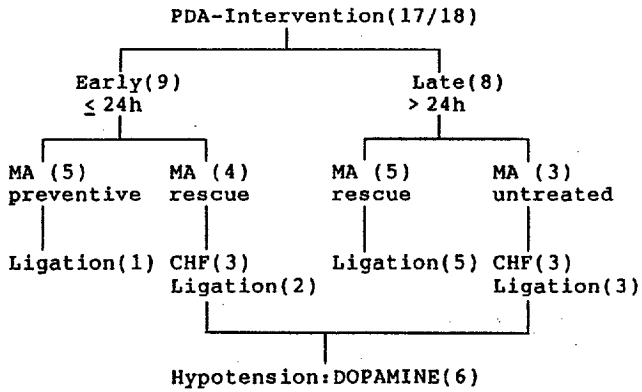 PDA-Intervention(17/18)
Early(9) Late(8)
≤ 24h > 24h
MA (5) MA (4) MA (5) MA (3)
preventive rescue rescue untreated
Ligation(1) CHF(3) Ligation(5) CHF(3)
Ligation(2) Ligation(3)
Hypotension:DOPAMINE(6)